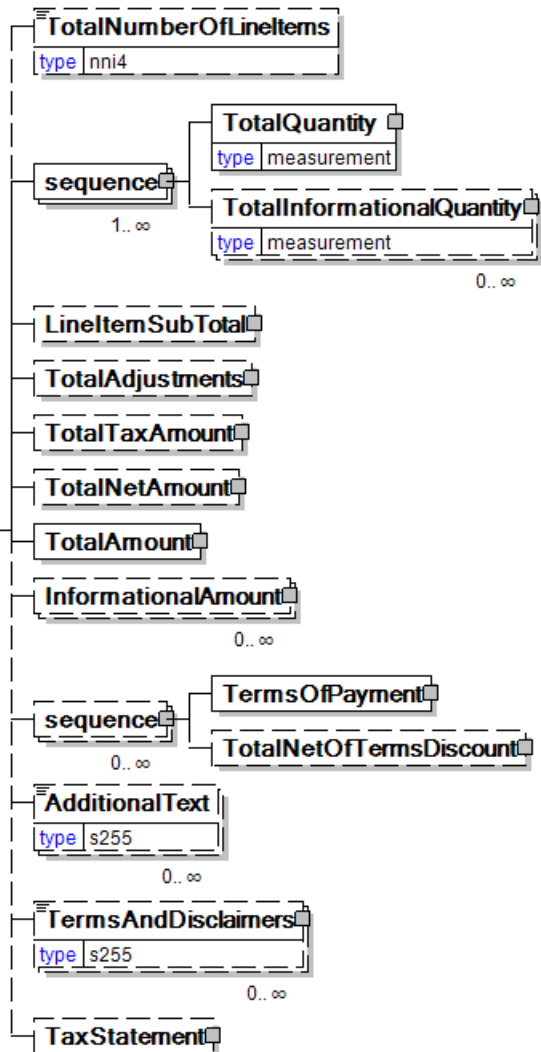 TotalNumberOfLineItems
type nni4
TotalQuantity
type measurement
sequence
1.. ∞
TotalInformationalQuantity
type measurement
0.. ∞
LineItemSubTotal
TotalAdjustments
TotalTaxAmount
TotalNetAmount
TotalAmount
InformationalAmount
0.. ∞
TermsOfPayment
sequence
0.. ∞
TotalNetOfTermsDiscount
AdditionalText
type s255
0.. ∞
TermsAndDisclaimers
type s255
0.. ∞
TaxStatement